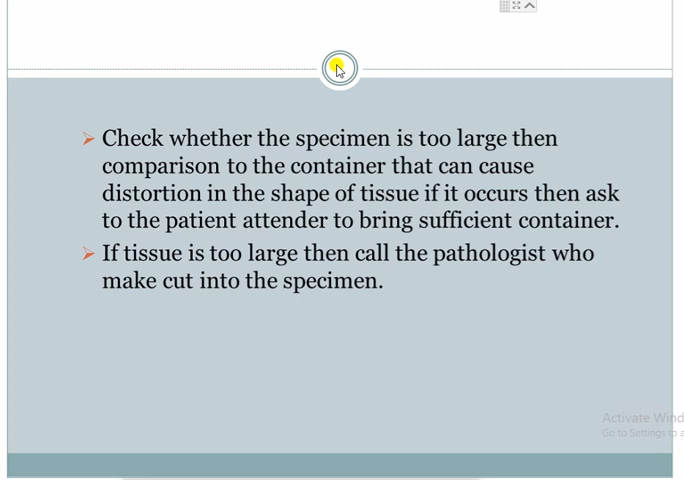 Check whether the specimen is too large then
comparison to the container that can cause
distortion in the shape of tissue if it occurs then ask
to the patient attender to bring sufficient container.
If tissue is too large then call the pathologist who
make cut into the specimen.
Activate Wind
Go to Settings to a